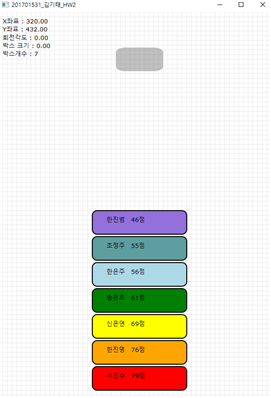 201701531_김기태_HW2
X좌표 : 320.00
Y좌표 : 432.00
회전각도 : 0.00
박스 크기 : 0.00
박스개수 : 7
한진범 46점
조정주 55점
한은주 56점
송은호 61점
신은연 69점
한진명 76점
서진수 79점